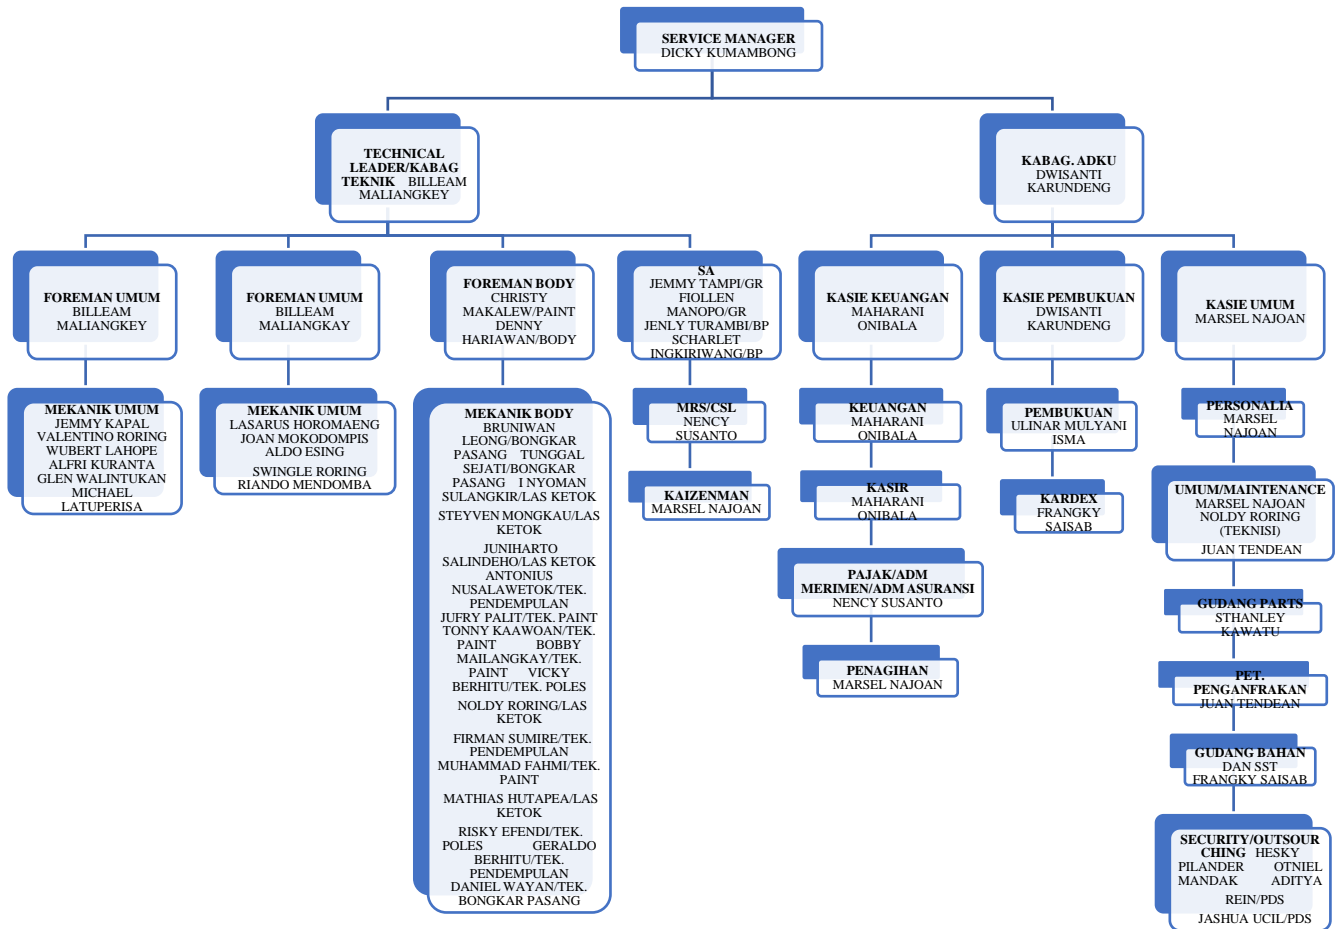 SERVICE MANAGER
DICKY KUMAMBONG
TECHNICAL
LEADER/KABAG
TEKNIK BILLEAM
MALIANGKEY
KABAG. ADKU
DWISANTI
KARUNDENG
FOREMAN UMUM
BILLEAM
MALIANGKEY
FOREMAN UMUM
BILLEAM
MALIANGKAY
FOREMAN BODY
CHRISTY
MAKALEW/PAINT
DENNY
HARIAWAN/BODY
SA
JEMMY TAMPI/GR
FIOLLEN
MANOPO/GR
JENLY TURAMBI/BP
SCHARLET
INGKIRIWANG/BP
KASIE KEUANGAN
MAHARANI
ONIBALA
KASIE PEMBUKUAN
DWISANTI
KARUNDENG
KASIE UMUM
MARSEL NAJOAN
MEKANIK UMUM
JEMMY KAPAL
VALENTINO RORING
WUBERT LAHOPE
ALFRI KURANTA
GLEN WALINTUKAN
MICHAEL
LATUPERISA
MEKANIK UMUM
LASARUS HOROMAENG
JOAN MOKODOMPIS
ALDO ESING
SWINGLE RORING
RIANDO MENDOMBA
MEKANIK BODY
BRUNIWAN
LEONG/BONGKAR
PASANG TUNGGAL
SEJATI/BONGKAR
PASANG I NYOMAN
SULANGKIR/LAS KETOK
STEYVEN MONGKAU/LAS
KETOK
JUNIHARTO
SALINDEHO/LAS KETOK
ANTONIUS
NUSALAWETOK/TEK.
PENDEMPULAN
JUFRY PALIT/TEK. PAINT
TONNY KAAWOAN/TEK.
PAINT BOBBY
MAILANGKAY/TEK.
PAINT VICKY
BERHITU/TEK. POLES
NOLDY RORING/LAS
KETOK
FIRMAN SUMIRE/TEK.
PENDEMPULAN
MUHAMMAD FAHMI/TEK.
PAINT
MATHIAS HUTAPEA/LAS
KETOK
RISKY EFENDI/TEK.
POLES GERALDO
BERHITU/TEK.
PENDEMPULAN
DANIEL WAYAN/TEK.
BONGKAR PASANG
MRS/CSL
NENCY
SUSANTO
KAIZENMAN
MARSEL NAJOAN
KEUANGAN
MAHARANI
ONIBALA
KASIR
MAHARANI
ONIBALA
PAJAK/ADM
MERIMEN/ADM ASURANSI
NENCY SUSANTO
PENAGIHAN
MARSEL NAJOAN
PEMBUKUAN
ULINAR MULYANI
ISMA
KARDEX
FRANGKY
SAISAB
PERSONALIA
MARSEL
NAJOAN
UMUM/MAINTENANCE
MARSEL NAJOAN
NOLDY RORING
(TEKNISI)
JUAN TENDEAN
GUDANG PARTS
STHANLEY
KAWATU
PET.
PENGANFRAKAN
JUAN TENDEAN
GUDANG BAHAN
DAN SST
FRANGKY SAISAB
SECURITY/OUTSOUR
CHING HESKY
PILANDER OTNIEL
MANDAK ADITYA
REIN/PDS
JASHUA UCIL/PDS